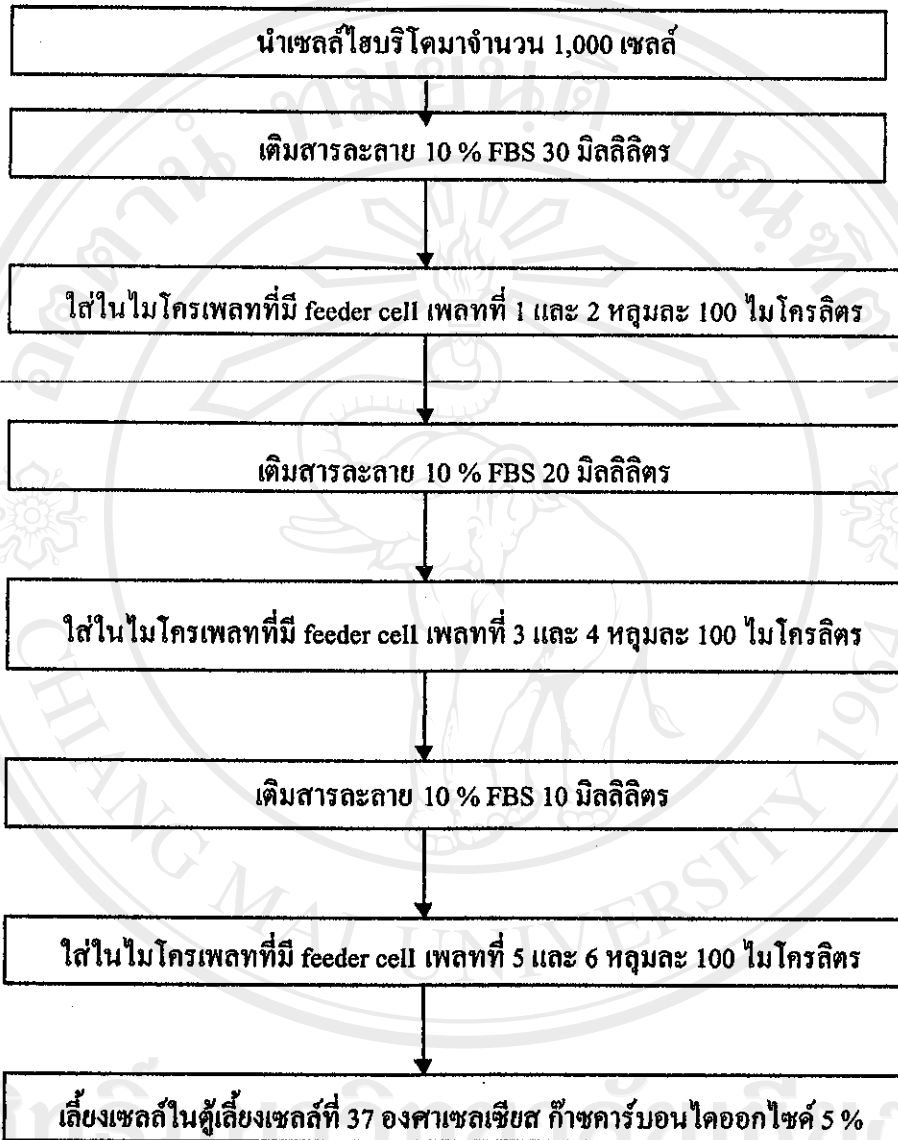 นำเซลล์ไฮบริโดมาจำนวน 1,000 เซลล์
เติมสารละลาย 10 % FBS 30 มิลลิลิตร
ใส่ในไมโครเพลทที่มี feeder cell เพลทที่ 1 และ 2 หลุมละ 100 ไมโครลิตร
เติมสารละลาย 10 % FBS 20 มิลลิลิตร
ใส่ในไมโครเพลทที่มี feeder cell เพลทที่ 3 และ 4 หลุมละ 100 ไมโครลิตร
เติมสารละลาย 10 % FBS 10 มิลลิลิตร
ใส่ในไมโครเพลทที่มี feeder cell เพลทที่ 5 และ 6 หลุมละ 100 ไมโครลิตร
เลี้ยงเซลล์ในตู้เลี้ยงเซลล์ที่ 37 องศาเซลเซียส ก๊าซคาร์บอนไดออกไซด์ 5 %
CHIANG MAI UNIVERSITY 1964